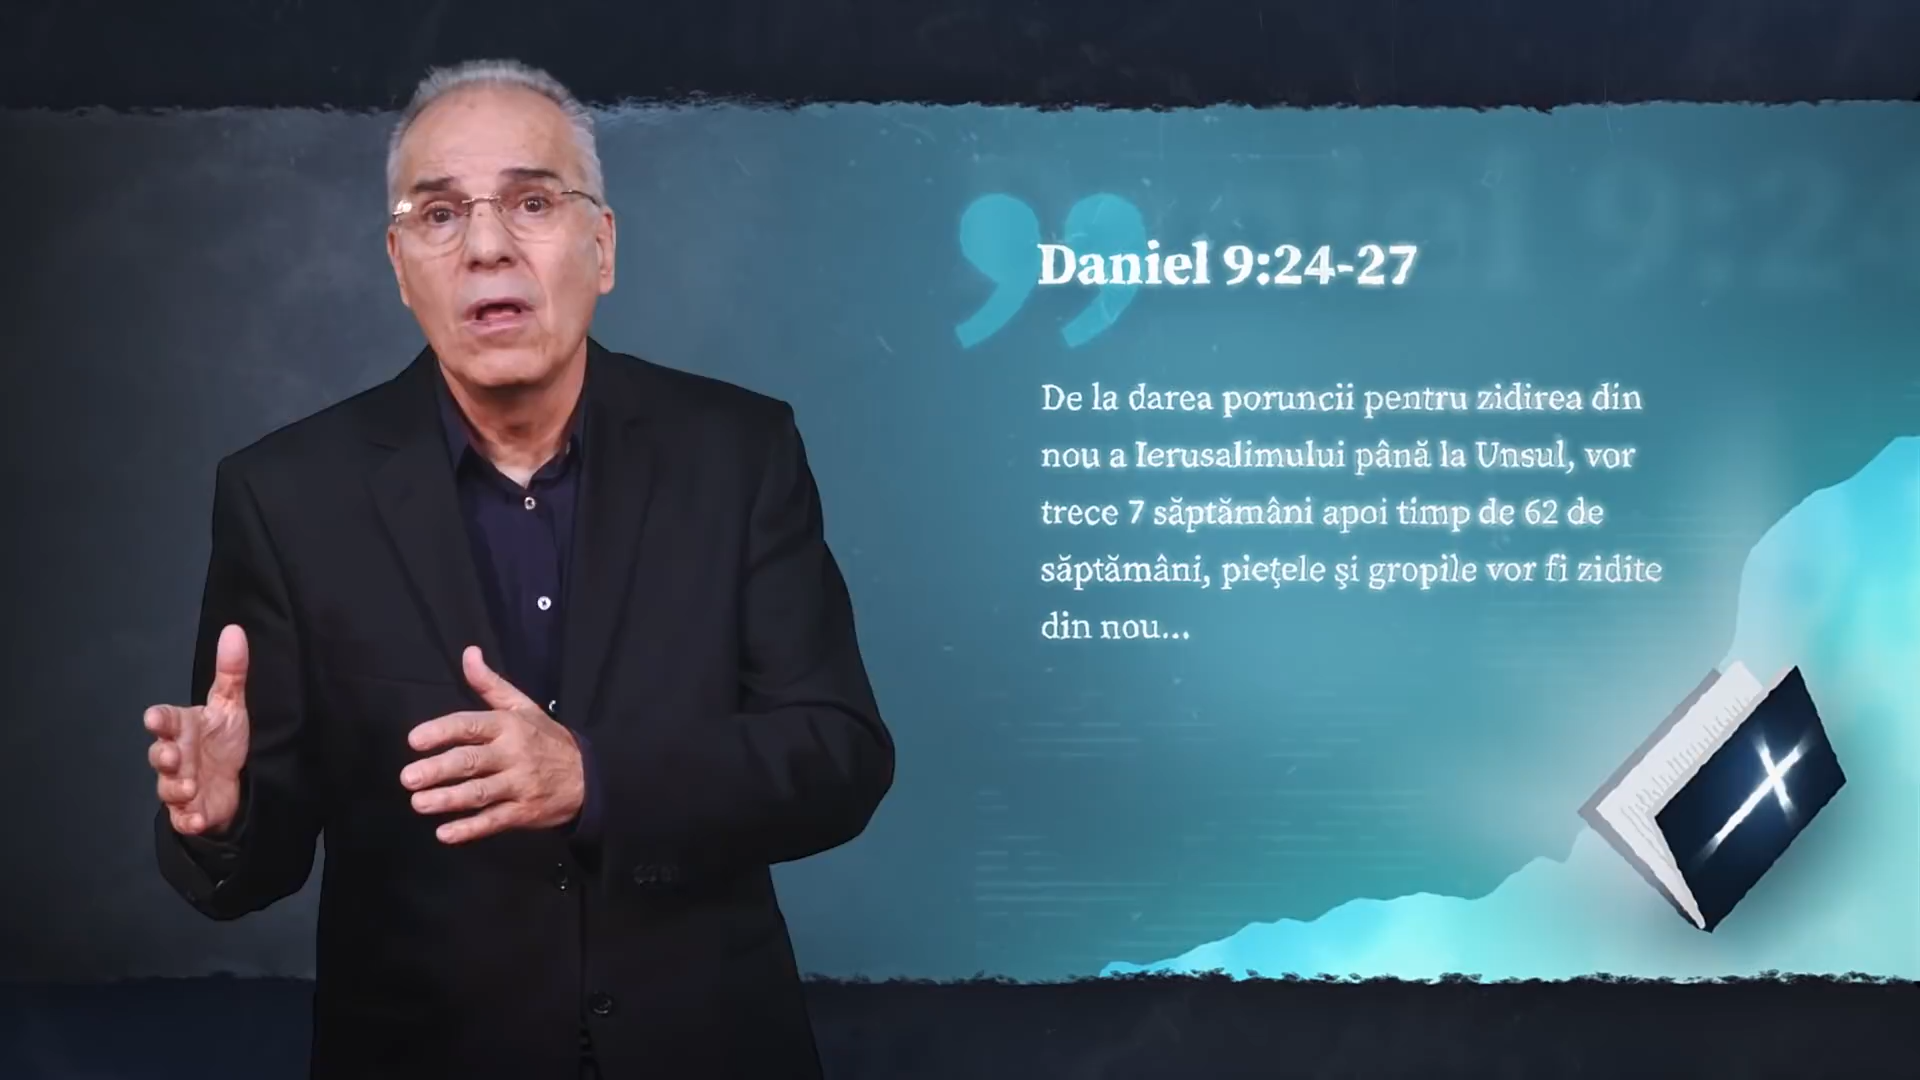 Daniel 9:24-27
De la darea poruncii pentru zidirea din
nou a Ierusalimului până la Unsul, vor
trece 7 săptămâni apoi timp de 62 de
săptămâni, pieţele şi gropile vor fi zidite
din nou...